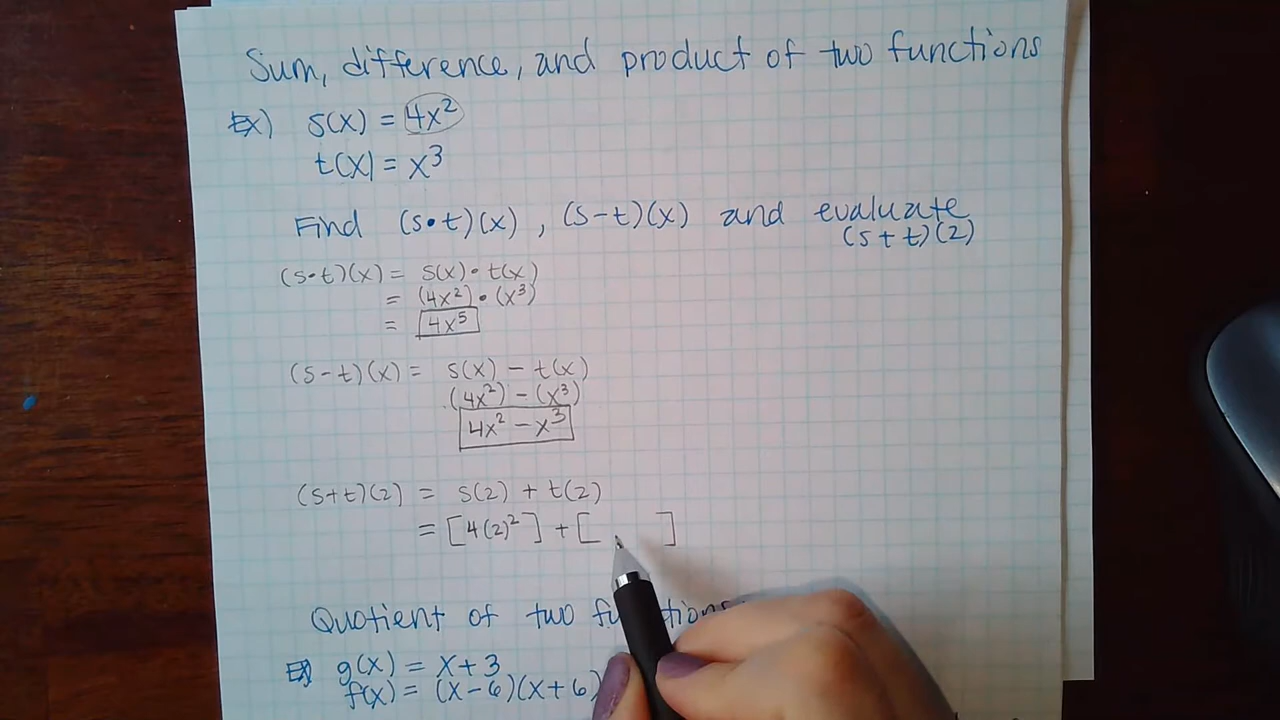 Sum, difference, and product of two functions
Ex) s(x) = 4x²
t(x) = x³
Find (s•t)(x), (s-t)(x) and evaluate
(s+t)(2)
(s•t)(x) = s(x)•t(x)
= (4x²)•(x³)
= 4x⁵
(s-t)(x) = s(x) - t(x)
(4x²) - (x³)
4x² - x³
(s+t)(2) = s(2) + t(2)
= [4(2)²] + [ ]
Quotient of two
Ex) g(x) = x+3
f(x) = (x-6)(x+6)